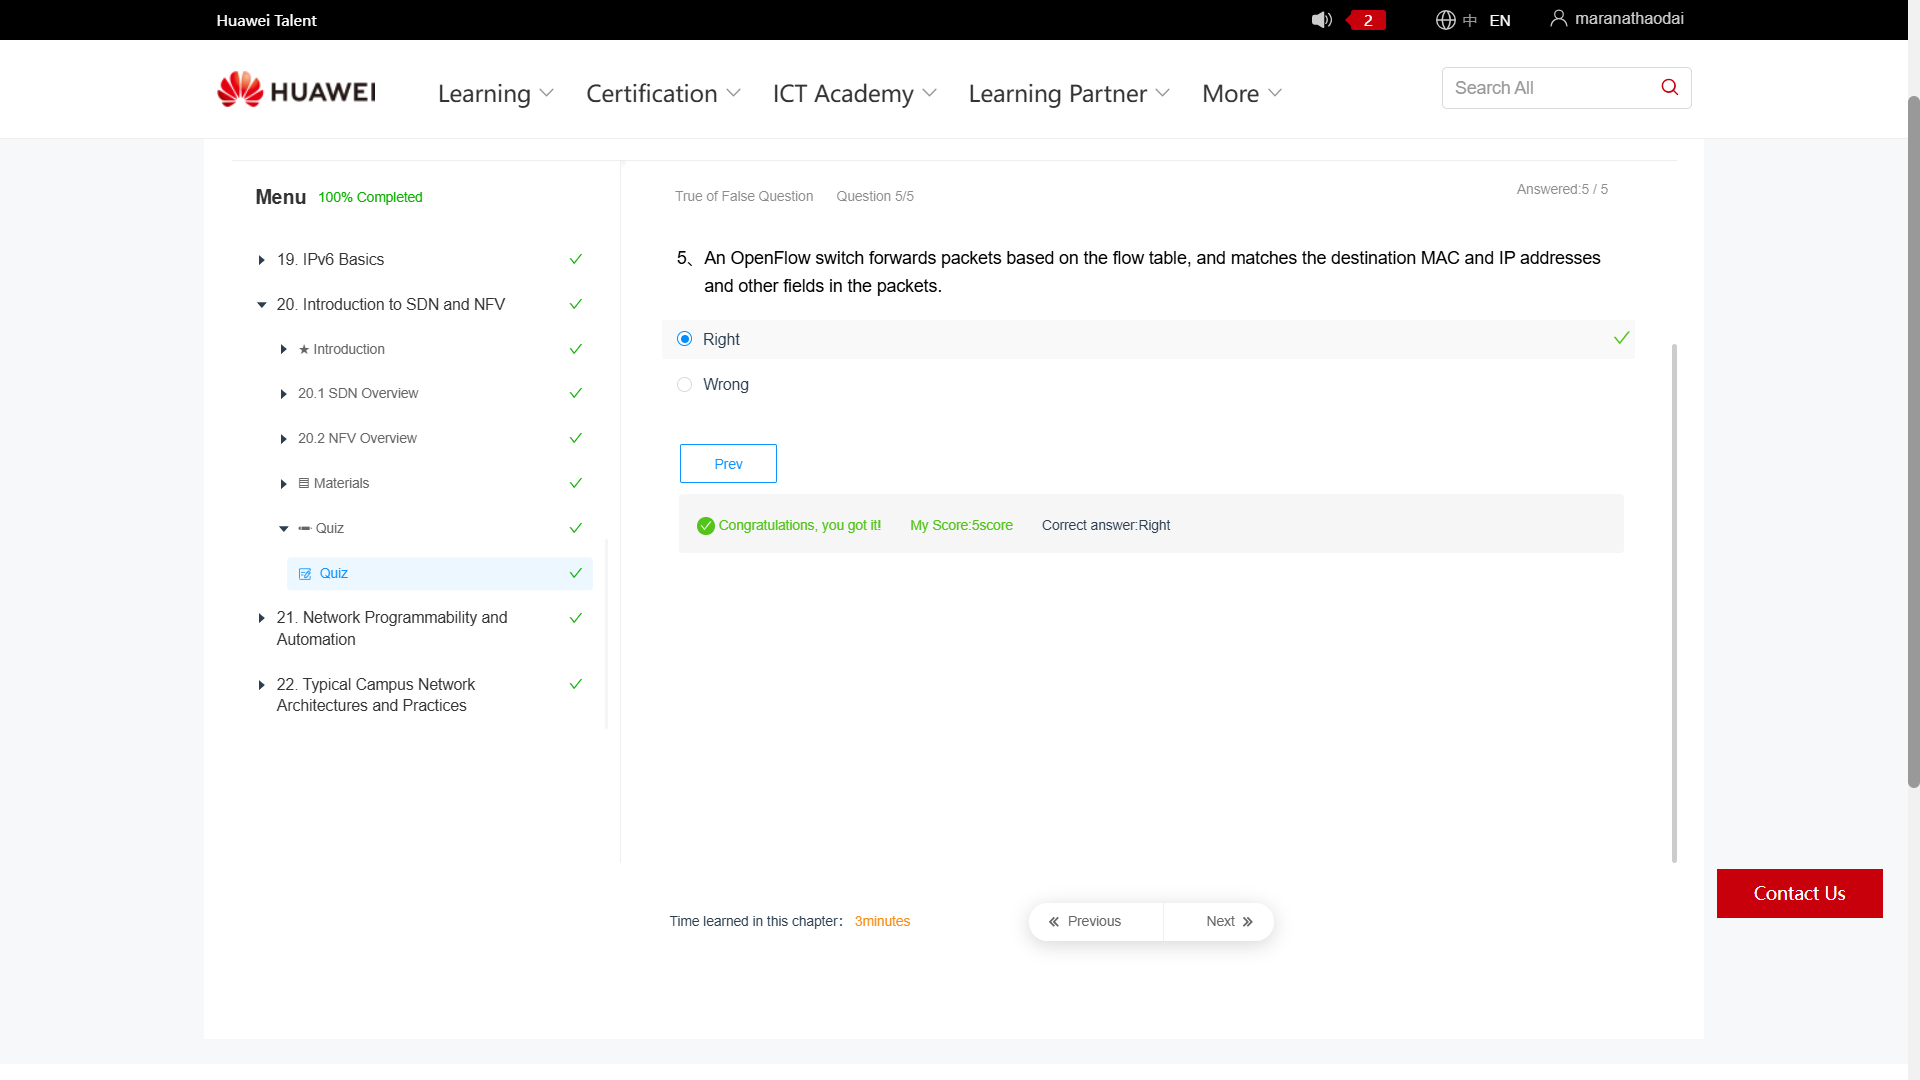 Huawei Talent
2
中 EN
maranathaodai
HUAWEI
Learning
Certification
ICT Academy
Learning Partner
More
Search All
Menu 100% Completed
19. IPv6 Basics
20. Introduction to SDN and NFV
★ Introduction
20.1 SDN Overview
20.2 NFV Overview
Materials
Quiz
Quiz
21. Network Programmability and
Automation
22. Typical Campus Network
Architectures and Practices
True of False Question Question 5/5
Answered:5 / 5
5、 An OpenFlow switch forwards packets based on the flow table, and matches the destination MAC and IP addresses
and other fields in the packets.
Right
Wrong
Prev
Congratulations, you got it! My Score:5score Correct answer:Right
Time learned in this chapter： 3minutes
Previous
Next
Contact Us